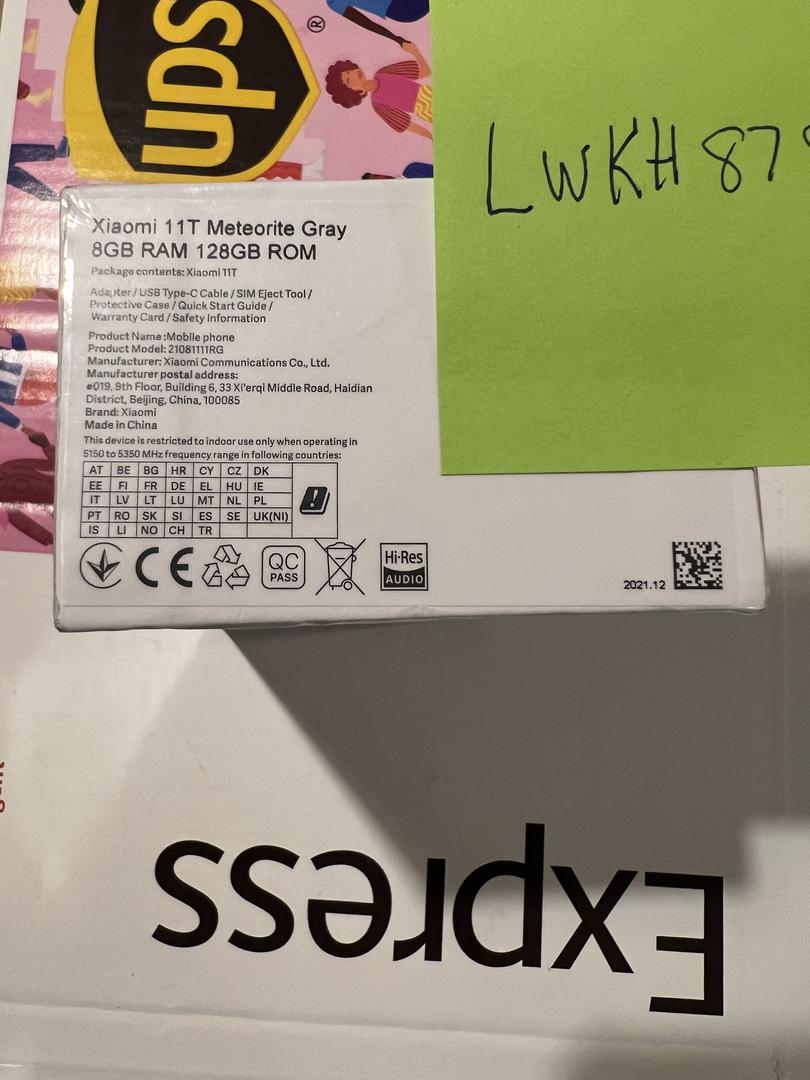 ups
®
LWKH 87
Xiaomi 11T Meteorite Gray
8GB RAM 128GB ROM
Package contents: Xiaomi 11T
Adapter / USB Type-C Cable / SIM Eject Tool /
Protective Case / Quick Start Guide /
Warranty Card / Safety Information
Product Name :Mobile phone
Product Model: 21081111RG
Manufacturer: Xiaomi Communications Co., Ltd.
Manufacturer postal address:
#019, 9th Floor, Building 6, 33 Xi'erqi Middle Road, Haidian
District, Beijing, China, 100085
Brand: Xiaomi
Made in China
This device is restricted to indoor use only when operating in
5150 to 5350 MHz frequency range in following countries:
AT BE BG HR CY CZ DK
EE FI FR DE EL HU IE
IT LV LT LU MT NL PL
PT RO SK SI ES SE UK(NI)
IS LI NO CH TR
CE QC PASS Hi-Res AUDIO
2021.12
Express